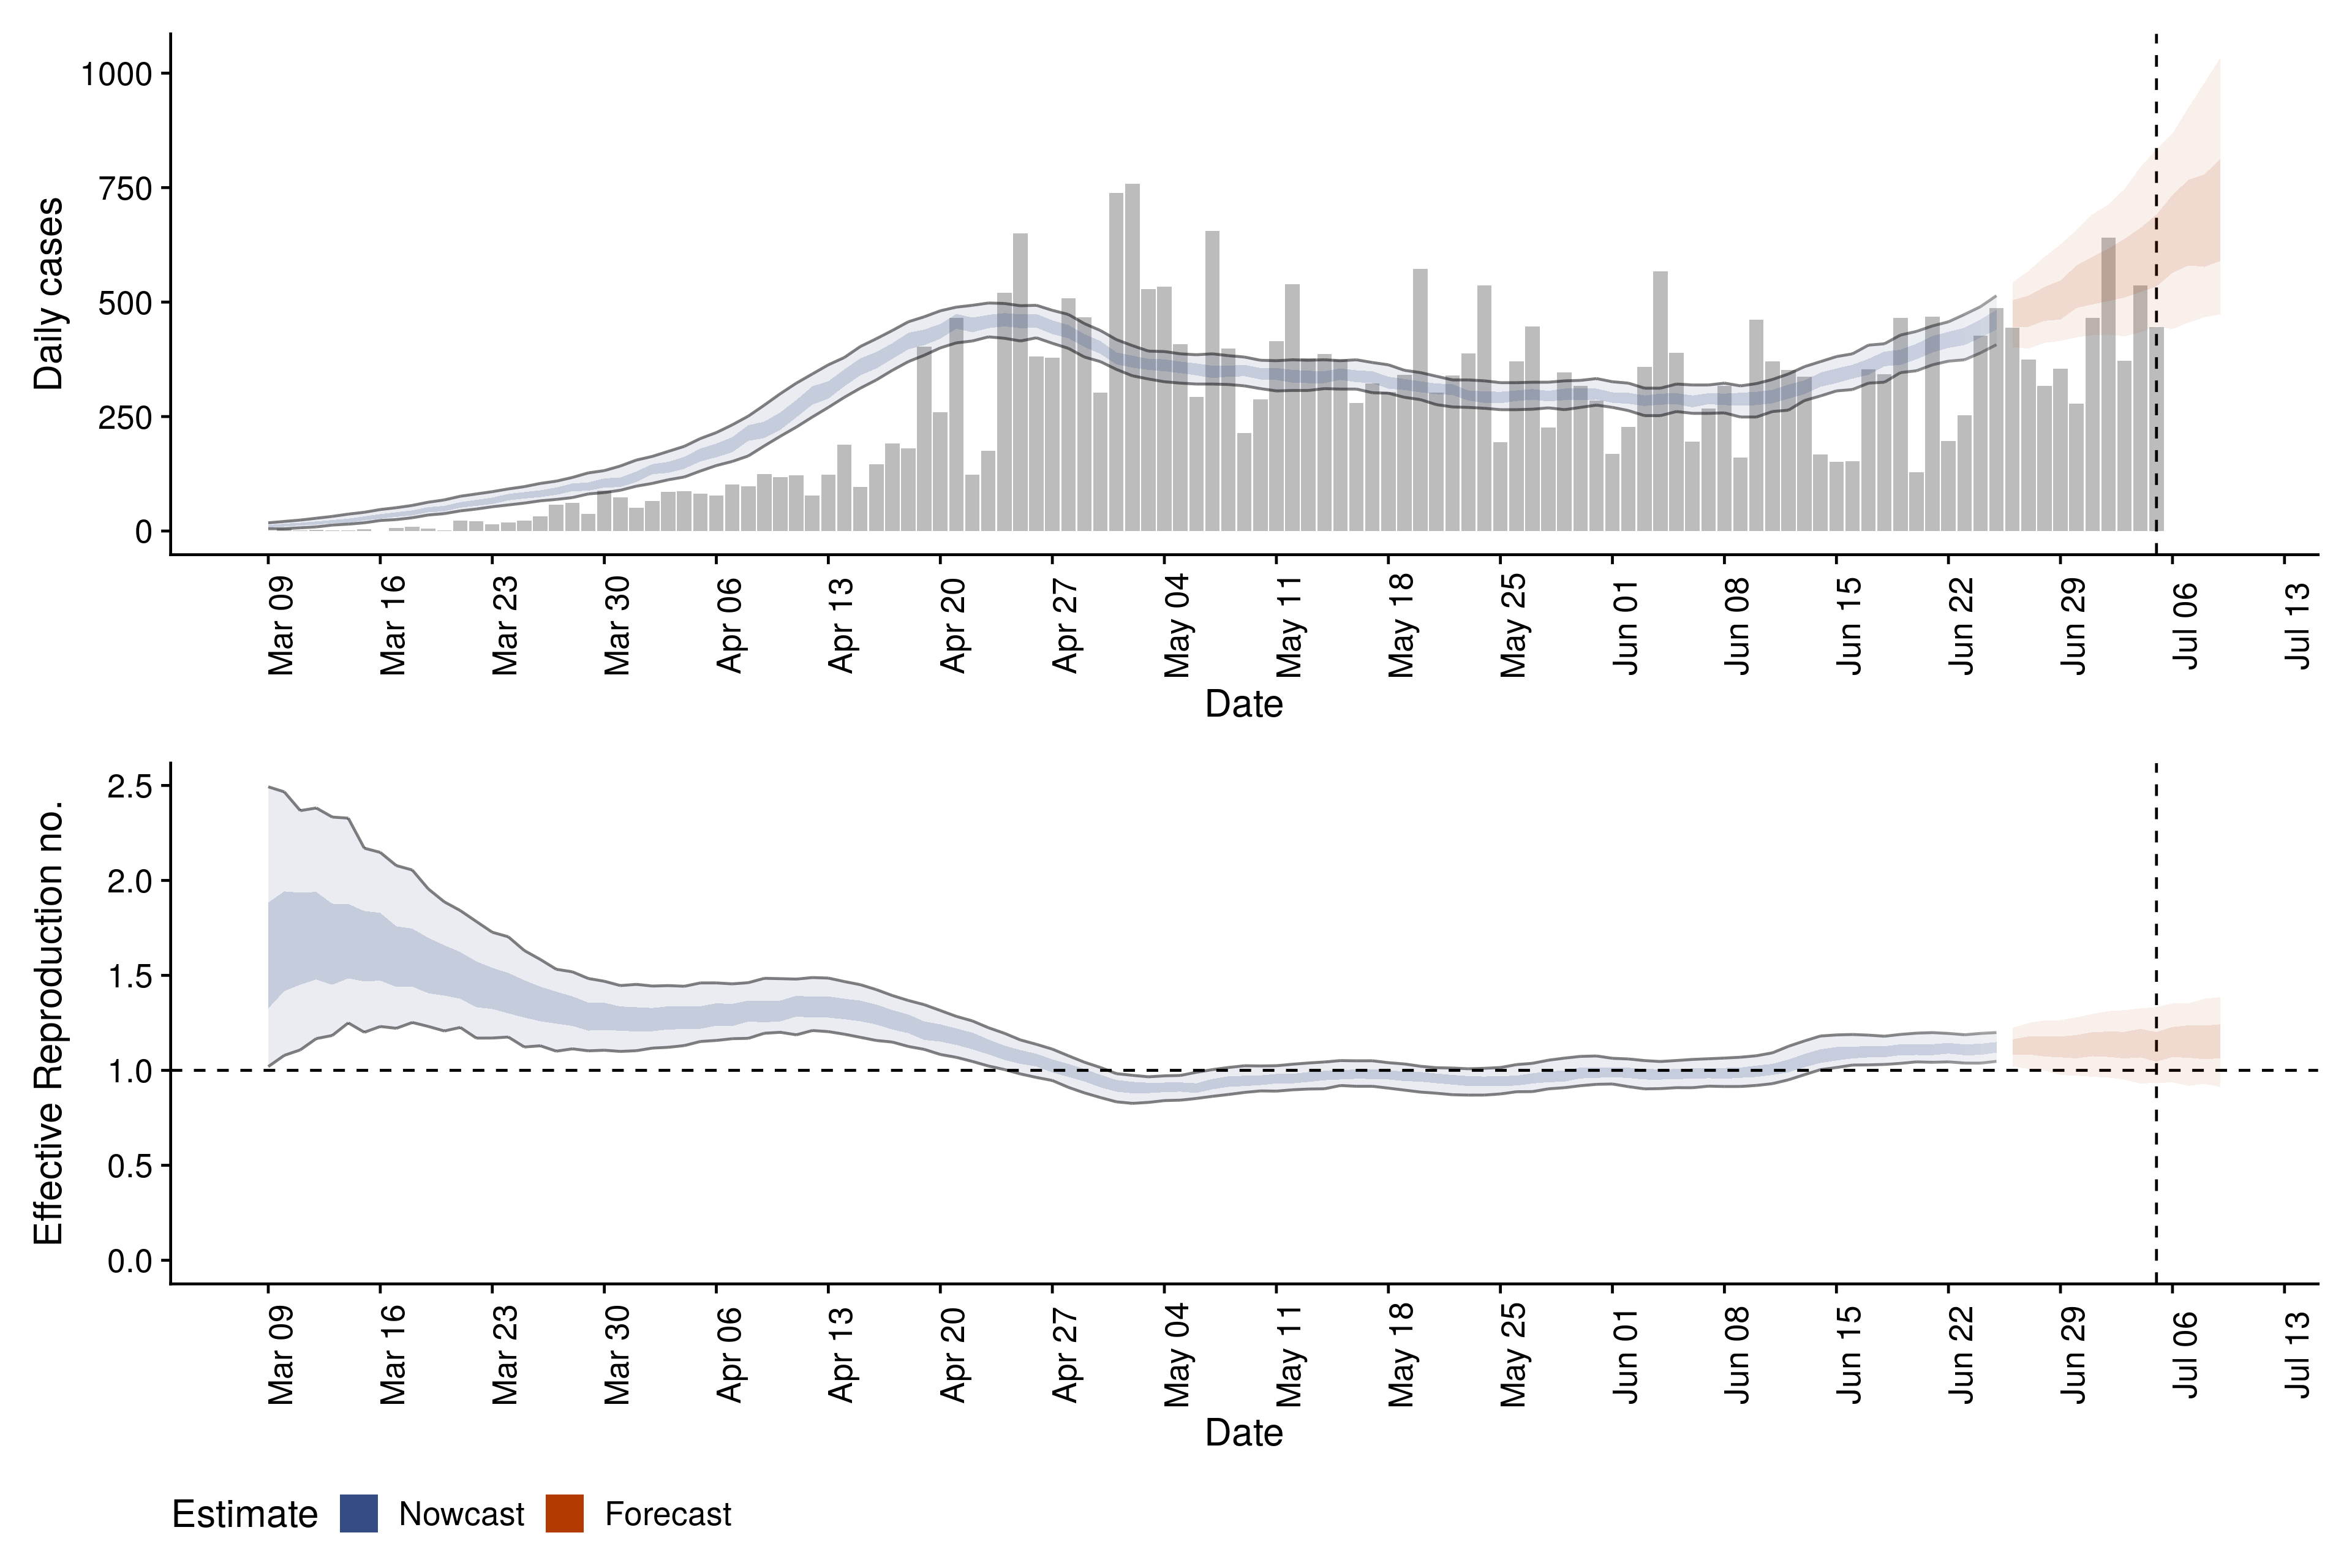 Daily cases
1000
750
500
250
0
Mar 09
Mar 16
Mar 23
Mar 30
Apr 06
Apr 13
Apr 20
Apr 27
May 04
May 11
May 18
May 25
Jun 01
Jun 08
Jun 15
Jun 22
Jun 29
Jul 06
Jul 13
Date
Effective Reproduction no.
2.5
2.0
1.5
1.0
0.5
0.0
Mar 09
Mar 16
Mar 23
Mar 30
Apr 06
Apr 13
Apr 20
Apr 27
May 04
May 11
May 18
May 25
Jun 01
Jun 08
Jun 15
Jun 22
Jun 29
Jul 06
Jul 13
Date
Estimate Nowcast Forecast